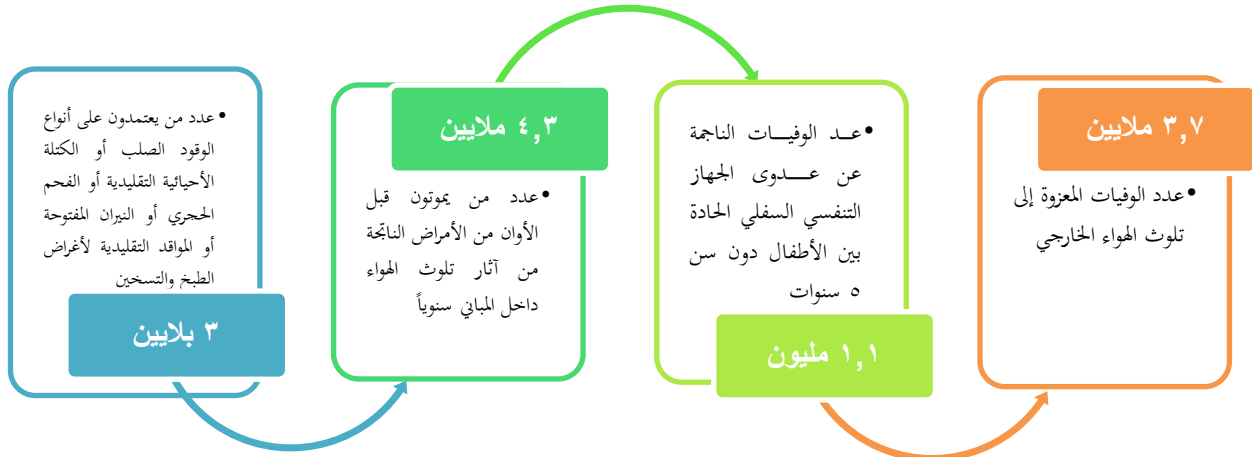 • عدد من يعتمدون على أنواع
الوقود الصلب أو الكتلة
الأحيائية التقليدية أو الفحم
الحجري أو النيران المفتوحة
أو المواقد التقليدية لأغراض
الطبخ والتسخين
٣ بلايين
٤,٣ ملايين
• عدد من يموتون قبل
الأوان من الأمراض الناتجة
من آثار تلوث الهواء
داخل المباني سنوياً
• عد الوفيات الناجمة
عن عدوى الجهاز
التنفسي السفلي الحادة
بين الأطفال دون سن
٥ سنوات
١,١ مليون
٣,٧ ملايين
• عدد الوفيات المعزوة إلى
تلوث الهواء الخارجي